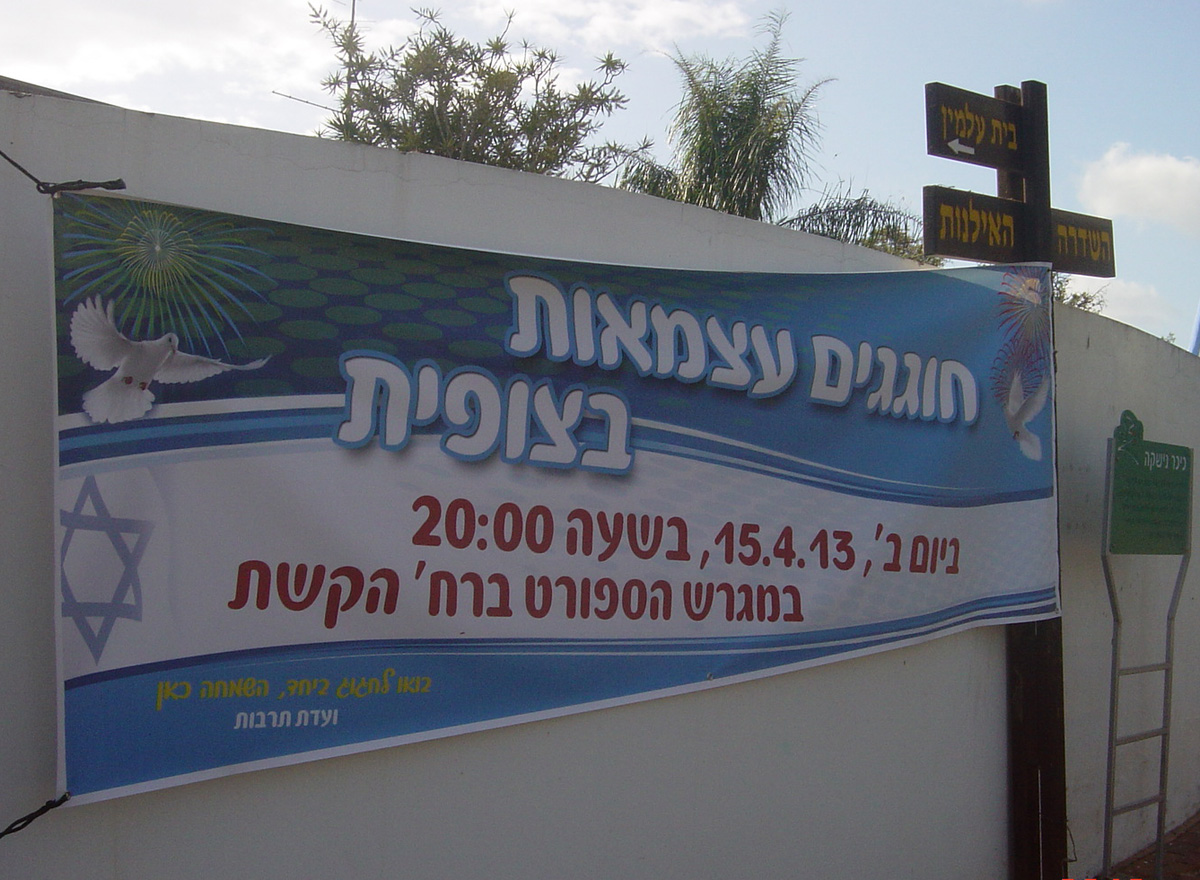 חוגגים עצמאות
בצופית
ביום ב', 15.4.13, בשעה 20:00
במגרש הספורט ברח' הקשת
בואו לחגוג ביחד, השמחה כאן
ועדת תרבות
בית עלמין
האילנות
השדרה